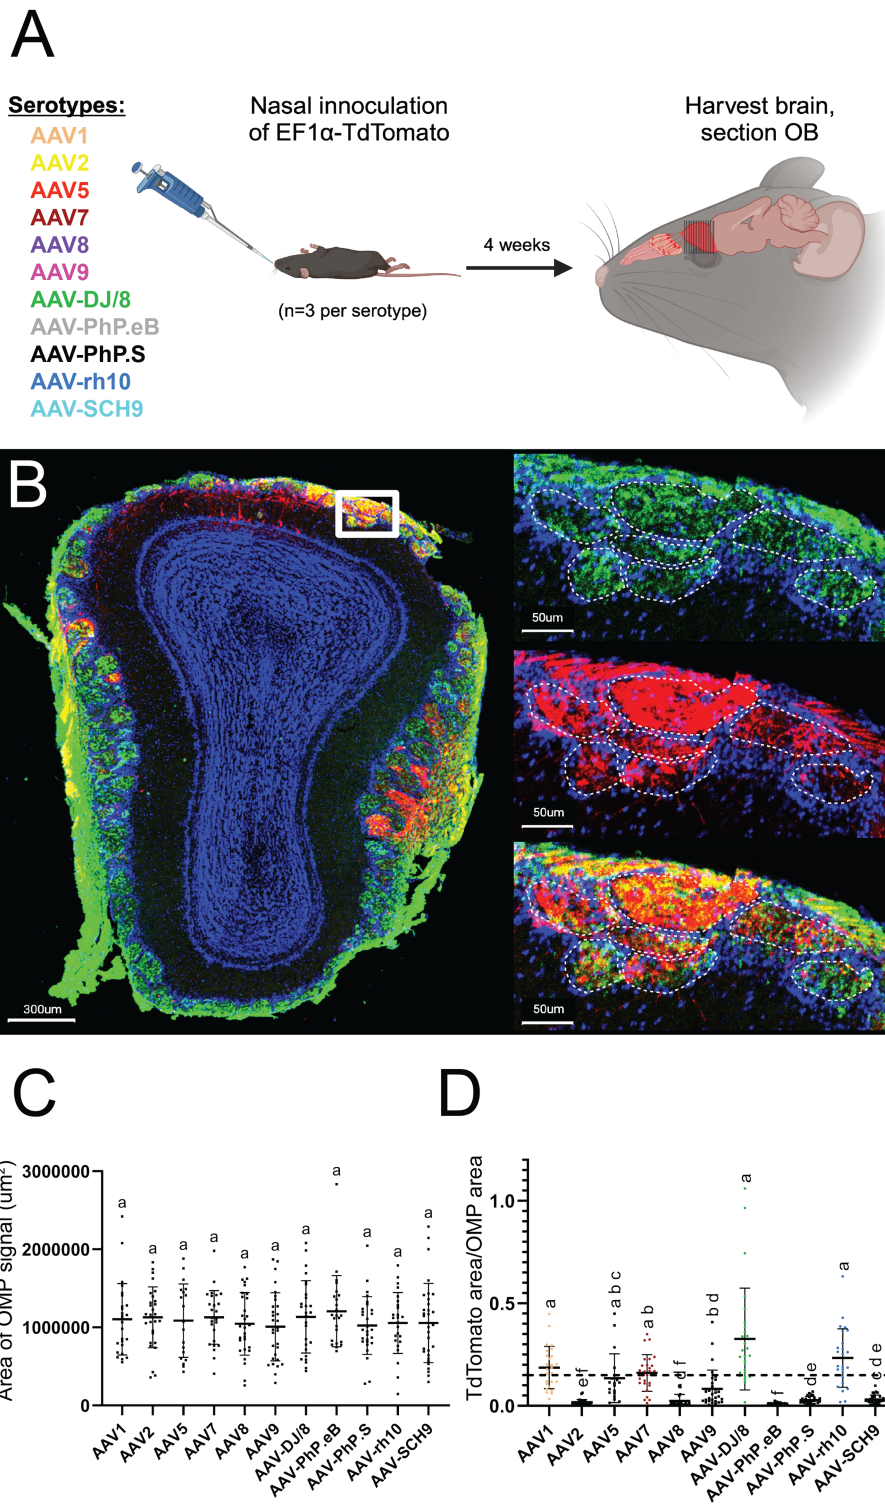 A
Serotypes:
AAV1
AAV2
AAV5
AAV7
AAV8
AAV9
AAV-DJ/8
AAV-PhP.eB
AAV-PhP.S
AAV-rh10
AAV-SCH9
Nasal innoculation
of EF1α-TdTomato
(n=3 per serotype)
4 weeks
Harvest brain,
section OB
B
300um
50um
50um
50um
C
Area of OMP signal (um²)
3000000
2000000
1000000
0
a
a
a
a
a
a
a
a
a
a
a
AAV1
AAV2
AAV5
AAV7
AAV8
AAV9
AAV-DJ/8
AAV-PhP.eB
AAV-PhP.S
AAV-rh10
AAV-SCH9
D
TdTomato area/OMP area
1.0
0.5
0.0
a
e f
a b c
a b
d f
b d
a
f
d e
a
c d e
AAV1
AAV2
AAV5
AAV7
AAV8
AAV9
AAV-DJ/8
AAV-PhP.eB
AAV-PhP.S
AAV-rh10
AAV-SCH9